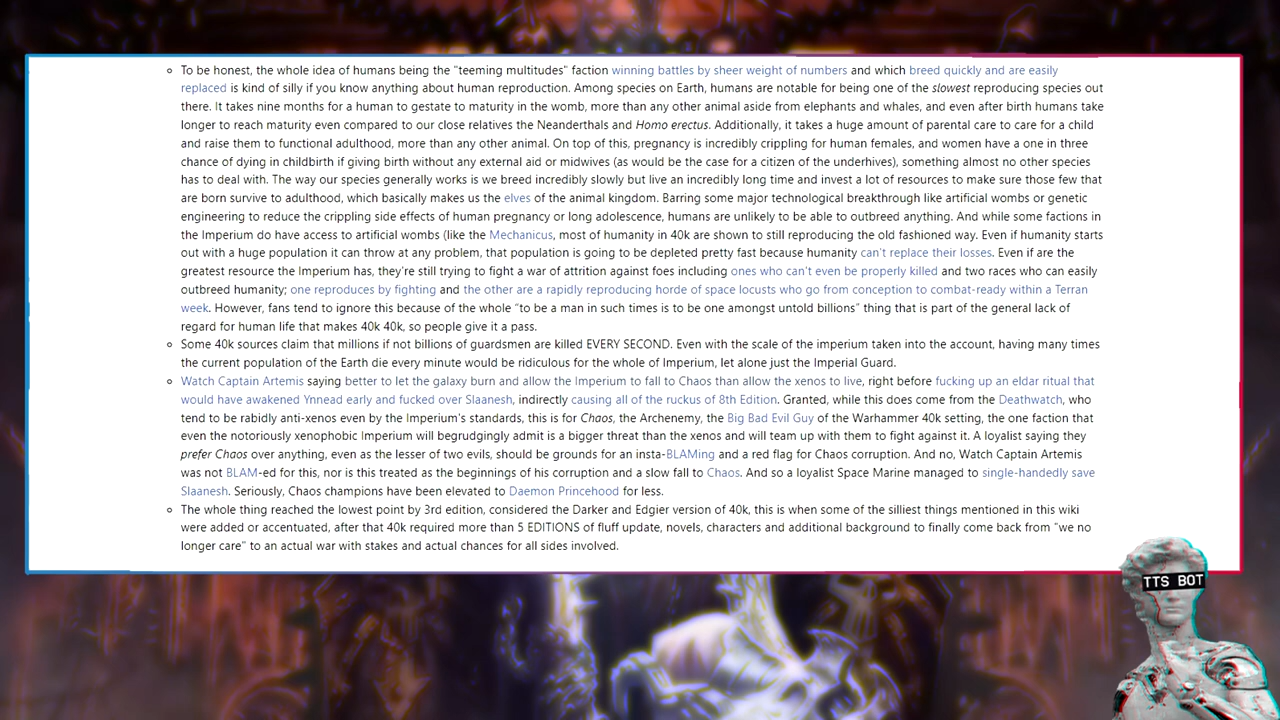 To be honest, the whole idea of humans being the "teeming multitudes" faction winning battles by sheer weight of numbers and which breed quickly and are easily
replaced is kind of silly if you know anything about human reproduction. Among species on Earth, humans are notable for being one of the slowest reproducing species out
there. It takes nine months for a human to gestate to maturity in the womb, more than any other animal aside from elephants and whales, and even after birth humans take
longer to reach maturity even compared to our close relatives the Neanderthals and Homo erectus. Additionally, it takes a huge amount of parental care to care for a child
and raise them to functional adulthood, more than any other animal. On top of this, pregnancy is incredibly crippling for human females, and women have a one in three
chance of dying in childbirth if giving birth without any external aid or midwives (as would be the case for a citizen of the underhives), something almost no other species
has to deal with. The way our species generally works is we breed incredibly slowly but live an incredibly long time and invest a lot of resources to make sure those few that
are born survive to adulthood, which basically makes us the elves of the animal kingdom. Barring some major technological breakthrough like artificial wombs or genetic
engineering to reduce the crippling side effects of human pregnancy or long adolescence, humans are unlikely to be able to outbreed anything. And while some factions in
the Imperium do have access to artificial wombs (like the Mechanicus, most of humanity in 40k are shown to still reproducing the old fashioned way. Even if humanity starts
out with a huge population it can throw at any problem, that population is going to be depleted pretty fast because humanity can't replace their losses. Even if are the
greatest resource the Imperium has, they're still trying to fight a war of attrition against foes including ones who can't even be properly killed and two races who can easily
outbreed humanity; one reproduces by fighting and the other are a rapidly reproducing horde of space locusts who go from conception to combat-ready within a Terran
week. However, fans tend to ignore this because of the whole "to be a man in such times is to be one amongst untold billions" thing that is part of the general lack of
regard for human life that makes 40k 40k, so people give it a pass.
Some 40k sources claim that millions if not billions of guardsmen are killed EVERY SECOND. Even with the scale of the imperium taken into the account, having many times
the current population of the Earth die every minute would be ridiculous for the whole of Imperium, let alone just the Imperial Guard.
Watch Captain Artemis saying better to let the galaxy burn and allow the Imperium to fall to Chaos than allow the xenos to live, right before fucking up an eldar ritual that
would have awakened Ynnead early and fucked over Slaanesh, indirectly causing all of the ruckus of 8th Edition. Granted, while this does come from the Deathwatch, who
tend to be rabidly anti-xenos even by the Imperium's standards, this is for Chaos, the Archenemy, the Big Bad Evil Guy of the Warhammer 40k setting, the one faction that
even the notoriously xenophobic Imperium will begrudgingly admit is a bigger threat than the xenos and will team up with them to fight against it. A loyalist saying they
prefer Chaos over anything, even as the lesser of two evils, should be grounds for an insta-BLAMing and a red flag for Chaos corruption. And no, Watch Captain Artemis
was not BLAM-ed for this, nor is this treated as the beginnings of his corruption and a slow fall to Chaos. And so a loyalist Space Marine managed to single-handedly save
Slaanesh. Seriously, Chaos champions have been elevated to Daemon Princehood for less.
The whole thing reached the lowest point by 3rd edition, considered the Darker and Edgier version of 40k, this is when some of the silliest things mentioned in this wiki
were added or accentuated, after that 40k required more than 5 EDITIONS of fluff update, novels, characters and additional background to finally come back from "we no
longer care" to an actual war with stakes and actual chances for all sides involved.
TTS BOT